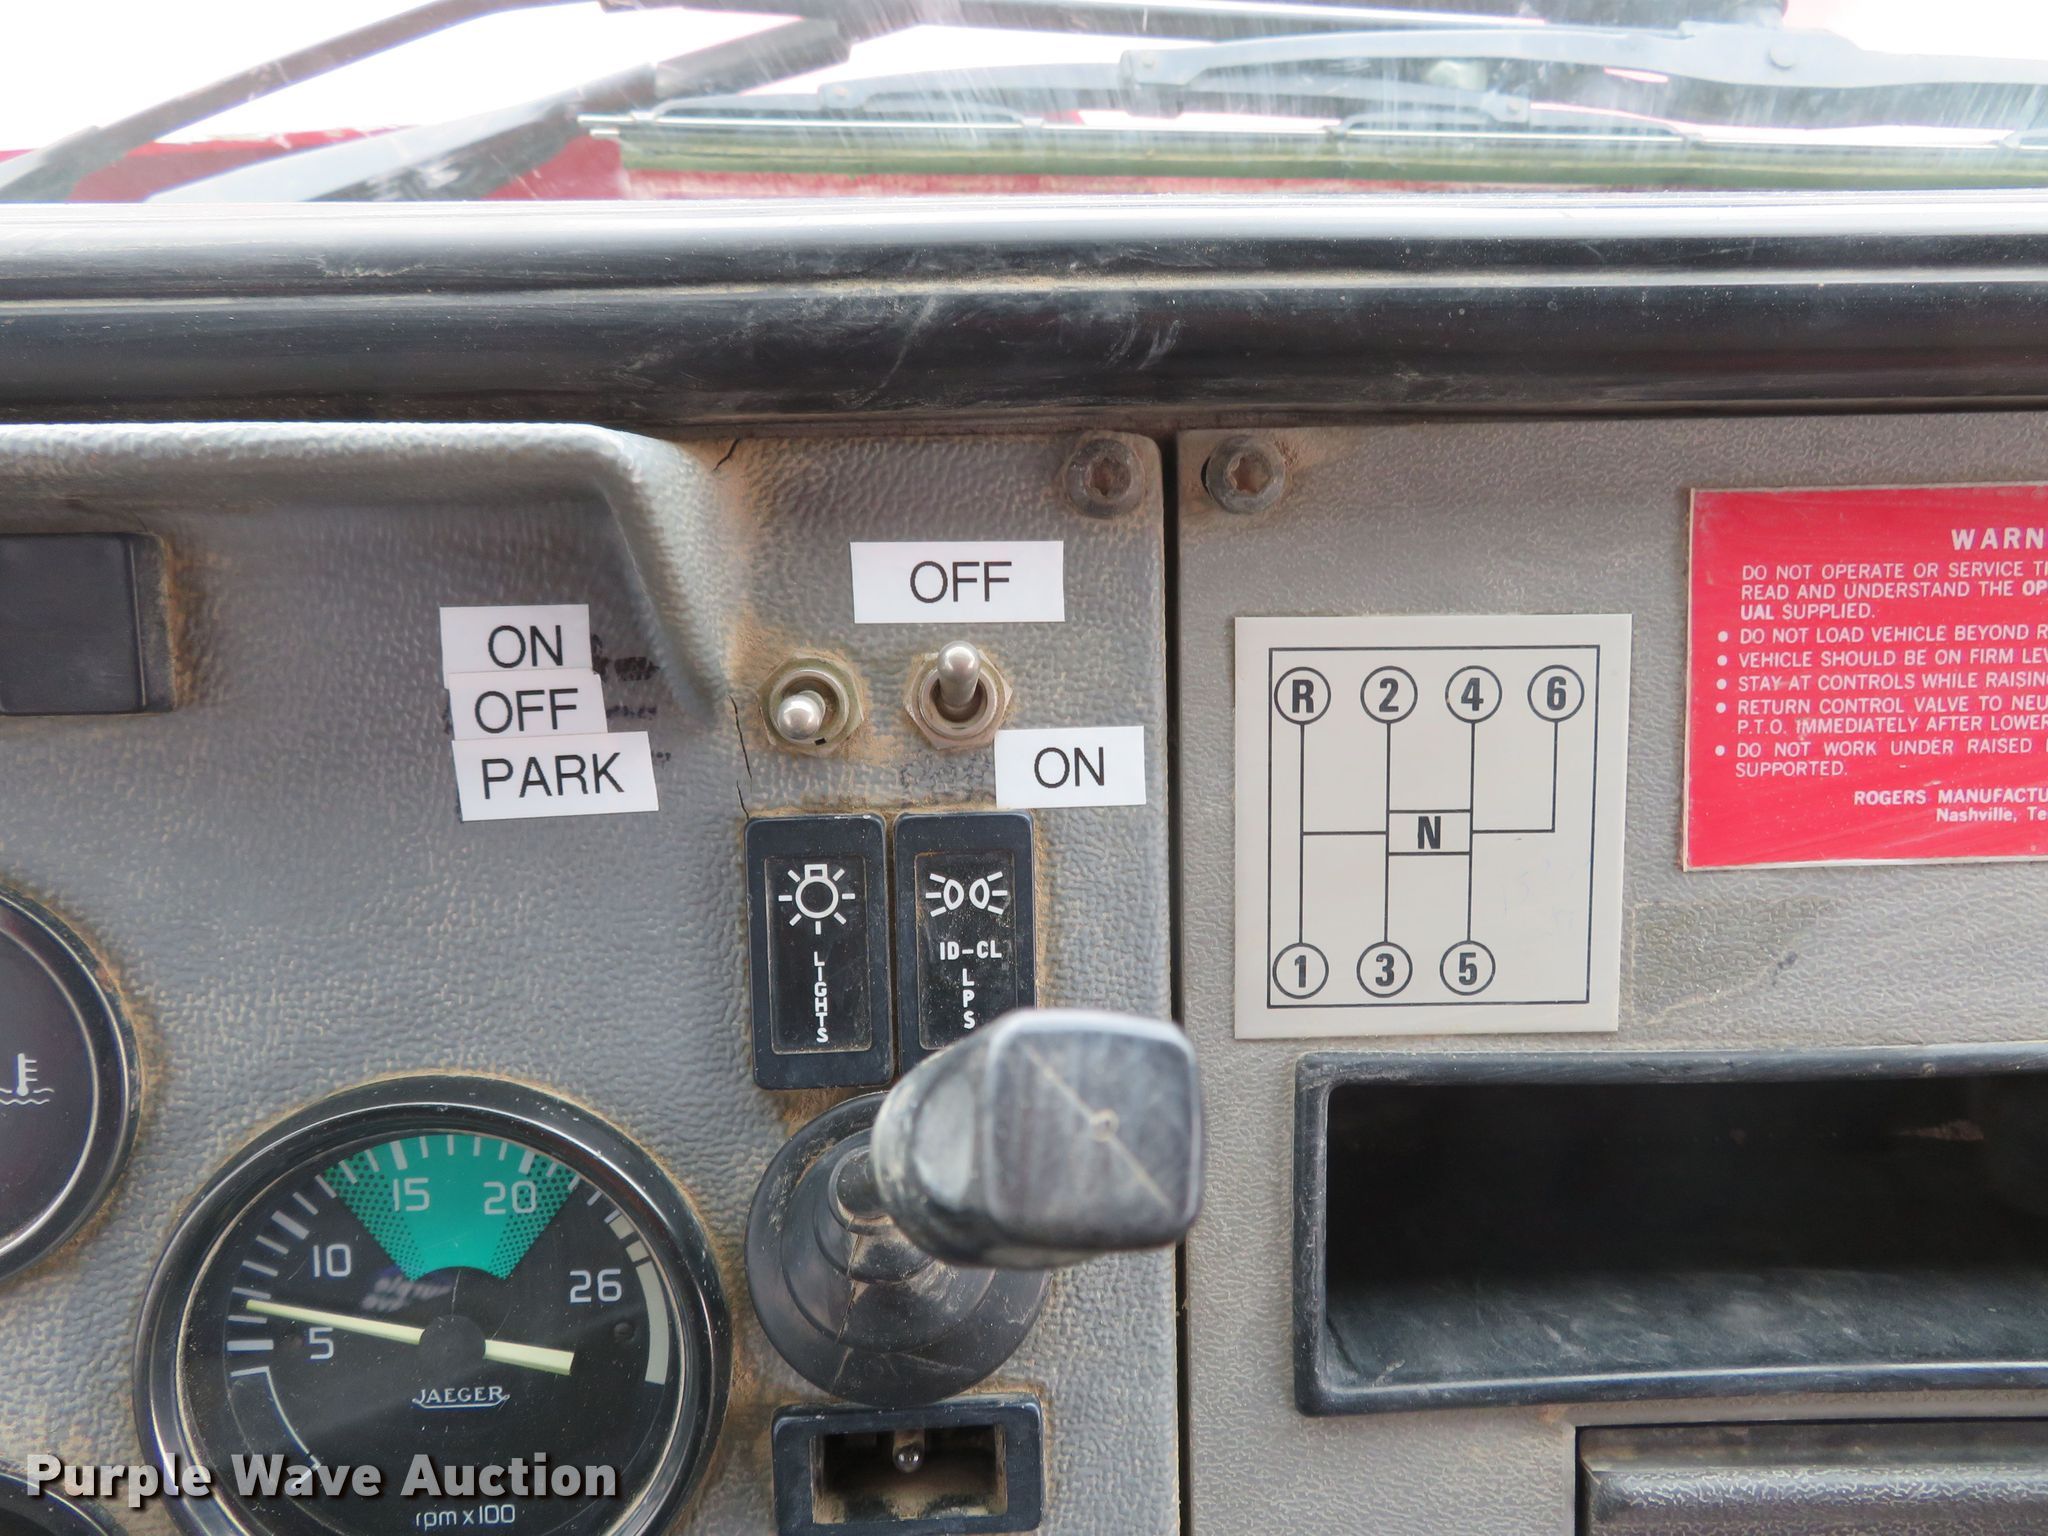 OFF
ON
OFF
PARK
ON
LIGHTS
ID-CL
LPS
R 2 4 6
N
1 3 5
WARN
DO NOT OPERATE OR SERVICE
READ AND UNDERSTAND THE OP
UAL SUPPLIED.
• DO NOT LOAD VEHICLE BEYOND R
• VEHICLE SHOULD BE ON FIRM LEV
• STAY AT CONTROLS WHILE RAISING
• RETURN CONTROL VALVE TO NEU
P.T.O. IMMEDIATELY AFTER LOWER
• DO NOT WORK UNDER RAISED
SUPPORTED.
ROGERS MANUFACTU
Nashville, Te
15 20
10 26
5
JAEGER
rpm x 100
Purple Wave Auction